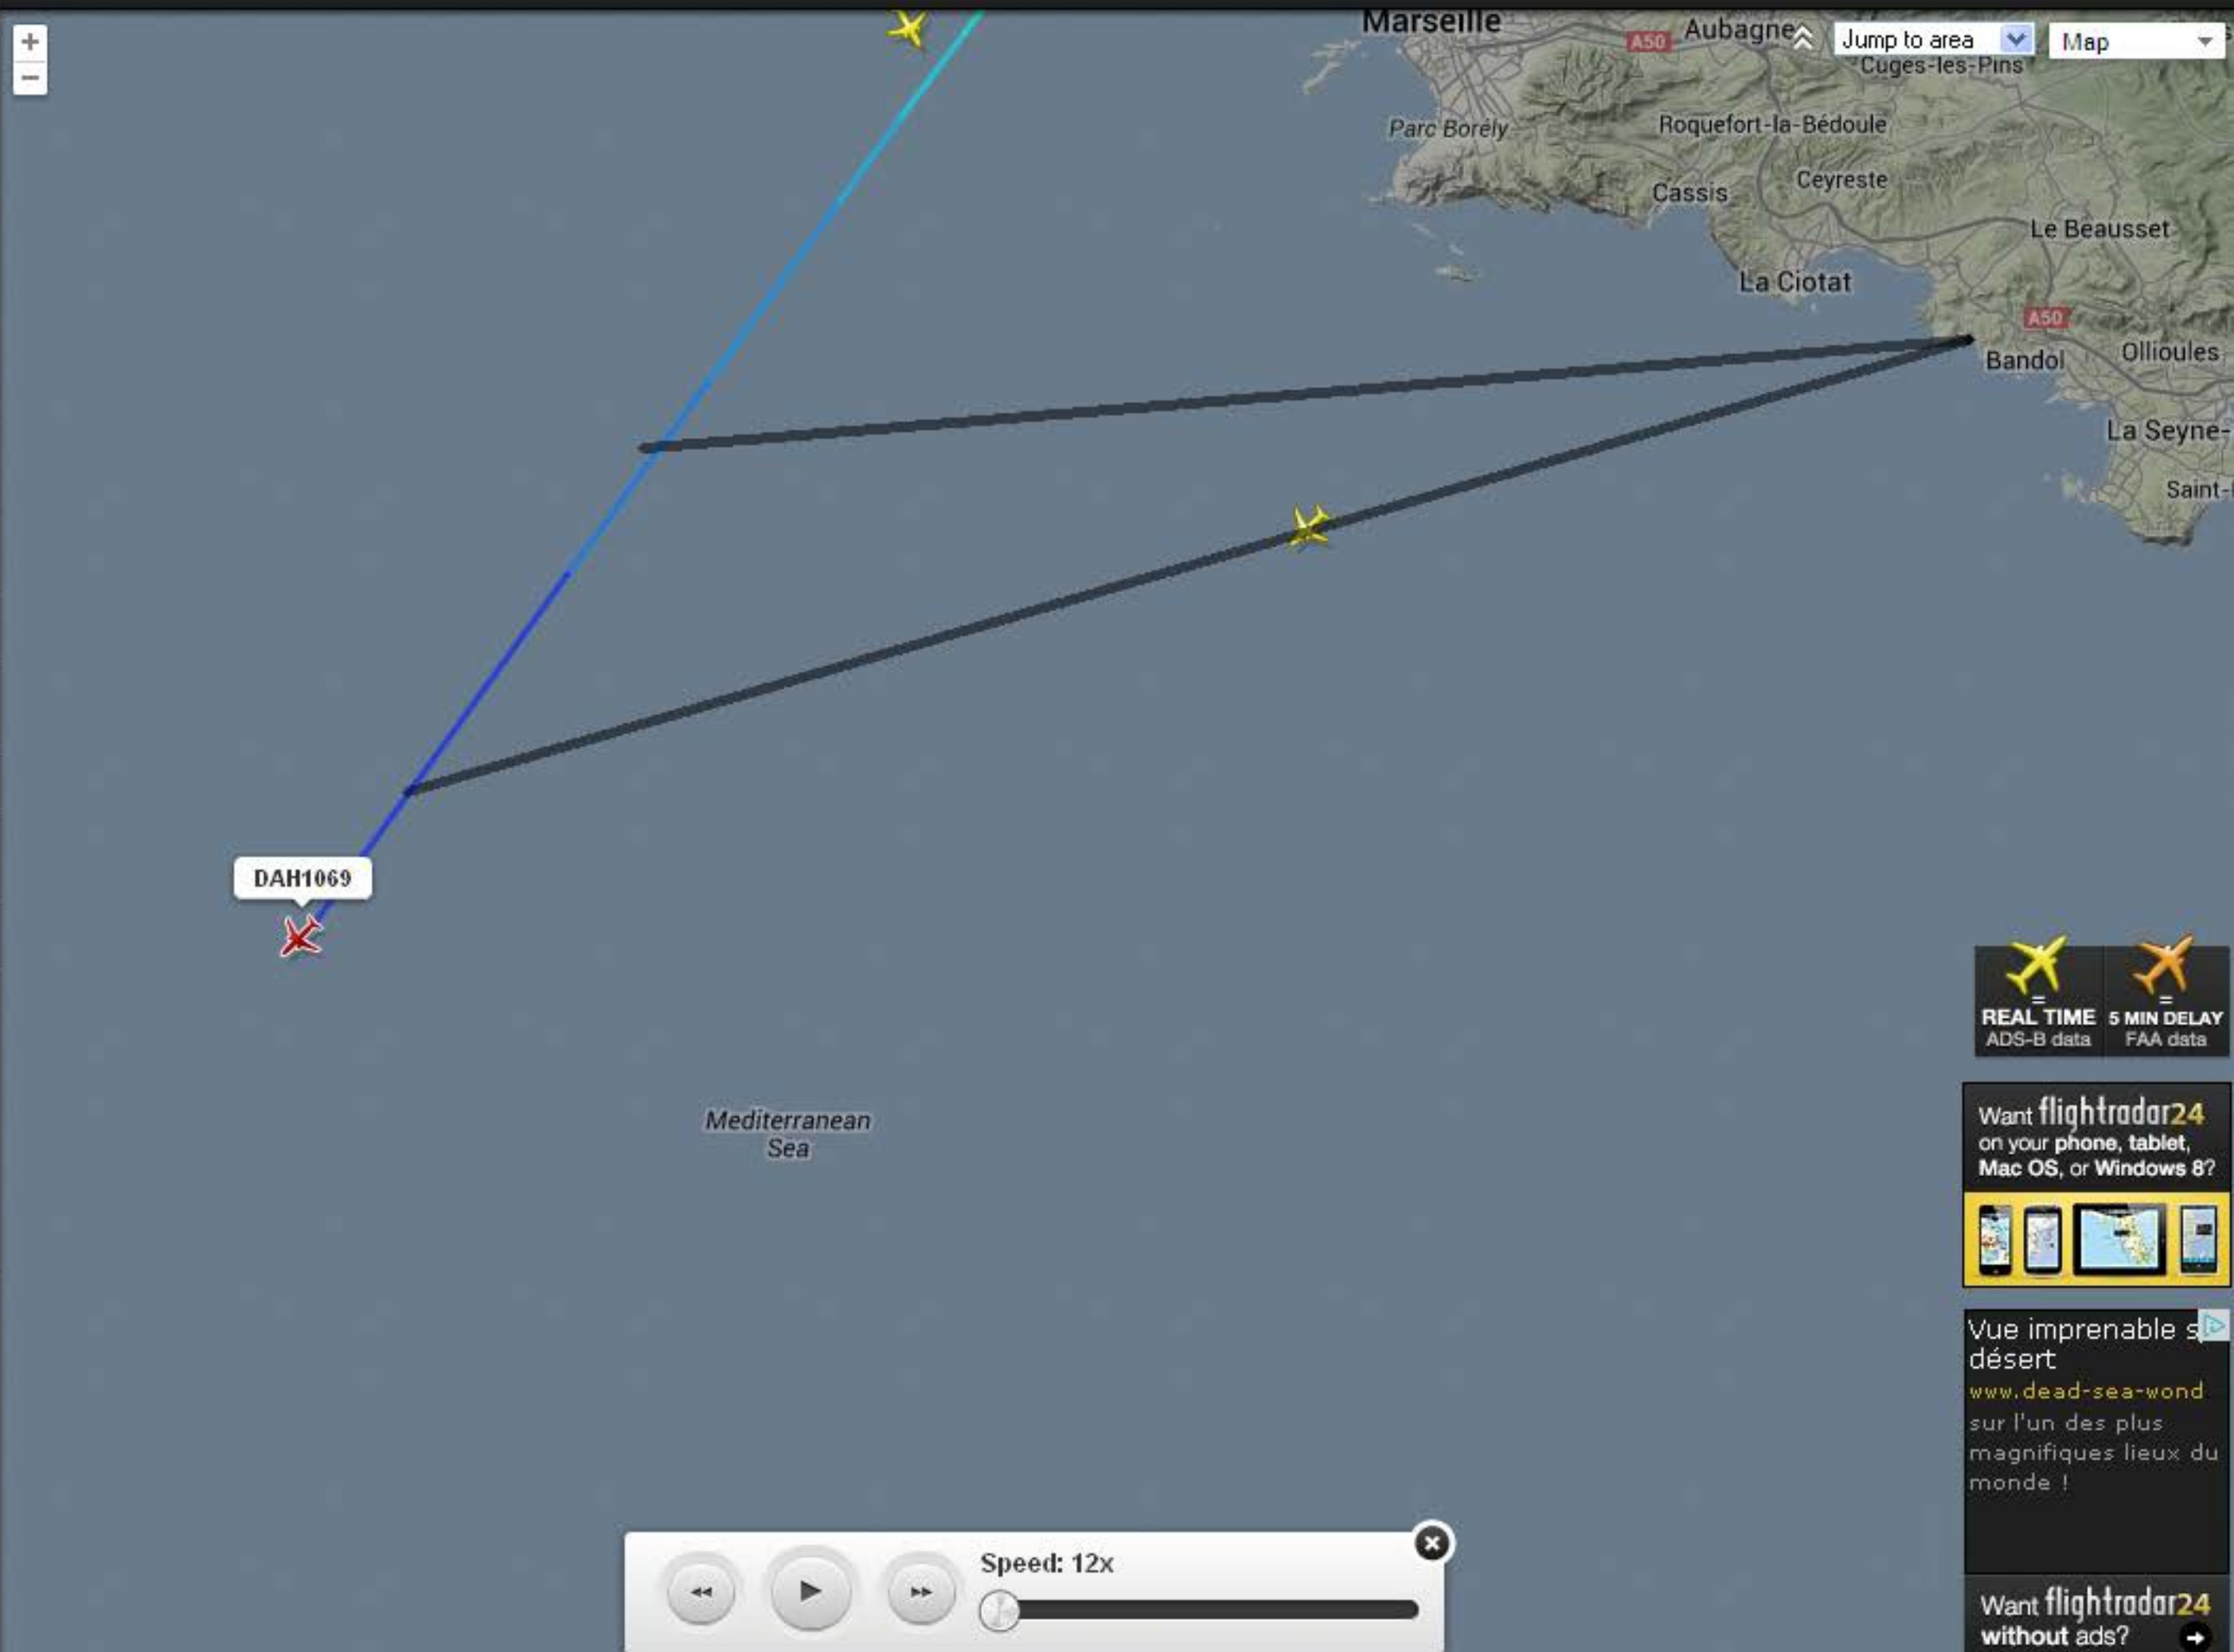 +
−
Marseille
Aubagne
A50
Jump to area
Map
Cuges-les-Pins
Parc Borély
Roquefort-la-Bédoule
Cassis
Ceyreste
Le Beausset
La Ciotat
A50
Bandol
Ollioules
La Seyne-
Saint-
DAH1069
Mediterranean
Sea
=
REAL TIME
ADS-B data
=
5 MIN DELAY
FAA data
Want flightradar24
on your phone, tablet,
Mac OS, or Windows 8?
Vue imprenable s
désert
www.dead-sea-wond
sur l'un des plus
magnifiques lieux du
monde !
Speed: 12x
Want flightradar24
without ads?